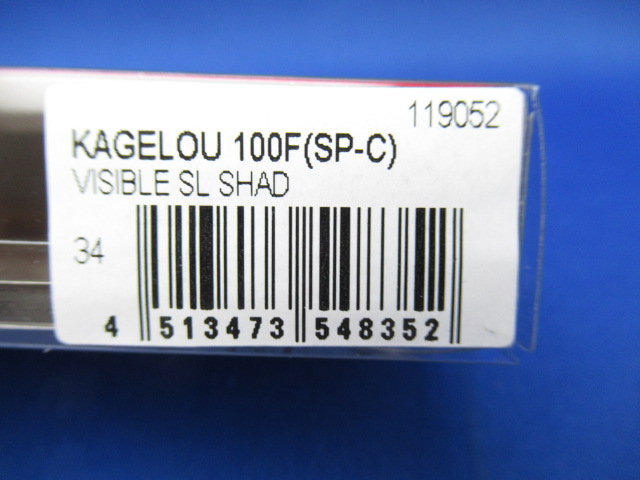 119052
KAGELOU 100F(SP-C)
VISIBLE SL SHAD
34
4 513473 548352